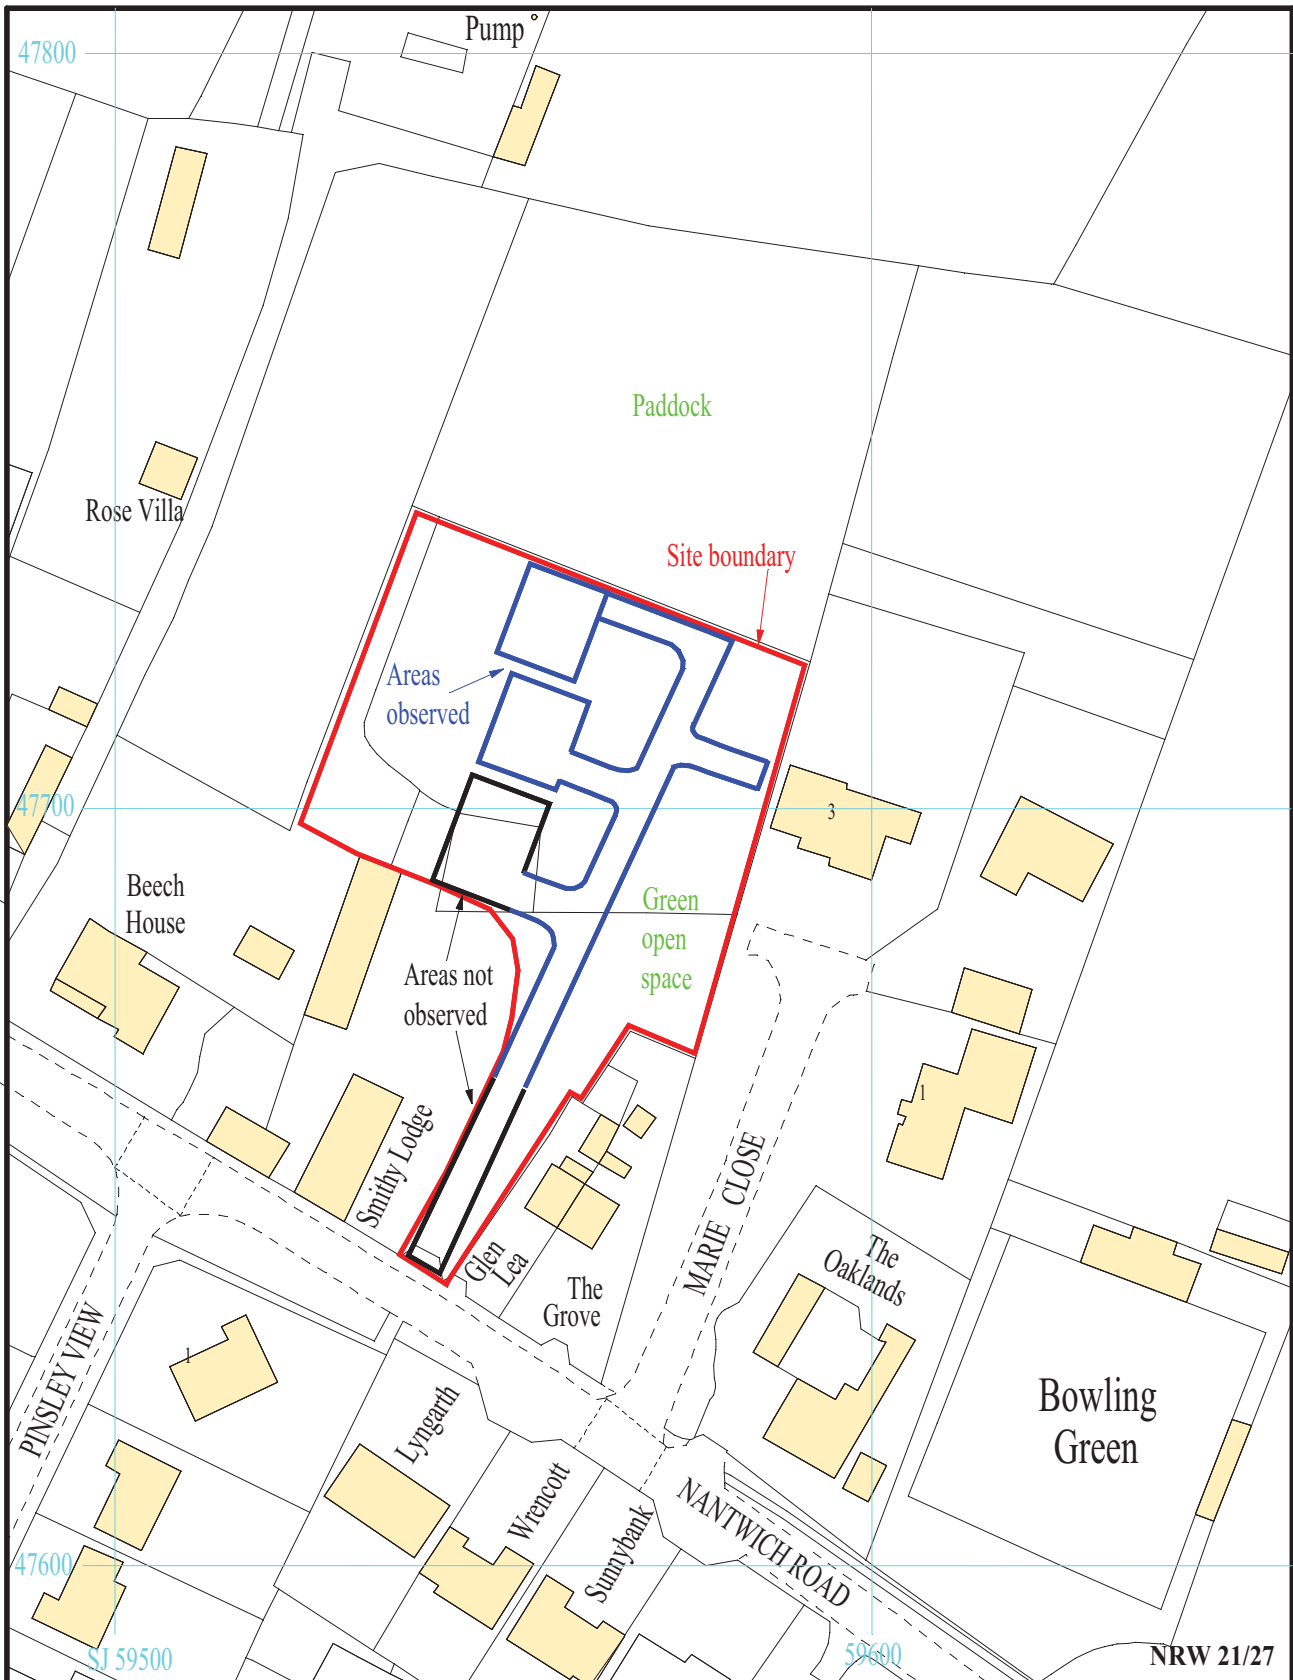 Pump
47800
Paddock
Rose Villa
Site boundary
Areas
observed
47700
3
Beech
House
Green
open
space
Areas not
observed
1
Smithy Lodge
MARIE CLOSE
Glen
Lea
The
Grove
The
Oaklands
PINSLEY VIEW
1
Lyngarth
Bowling
Green
Wrencott
Sunnybank
NANTWICH ROAD
47600
SJ 59500
59600
NRW 21/27